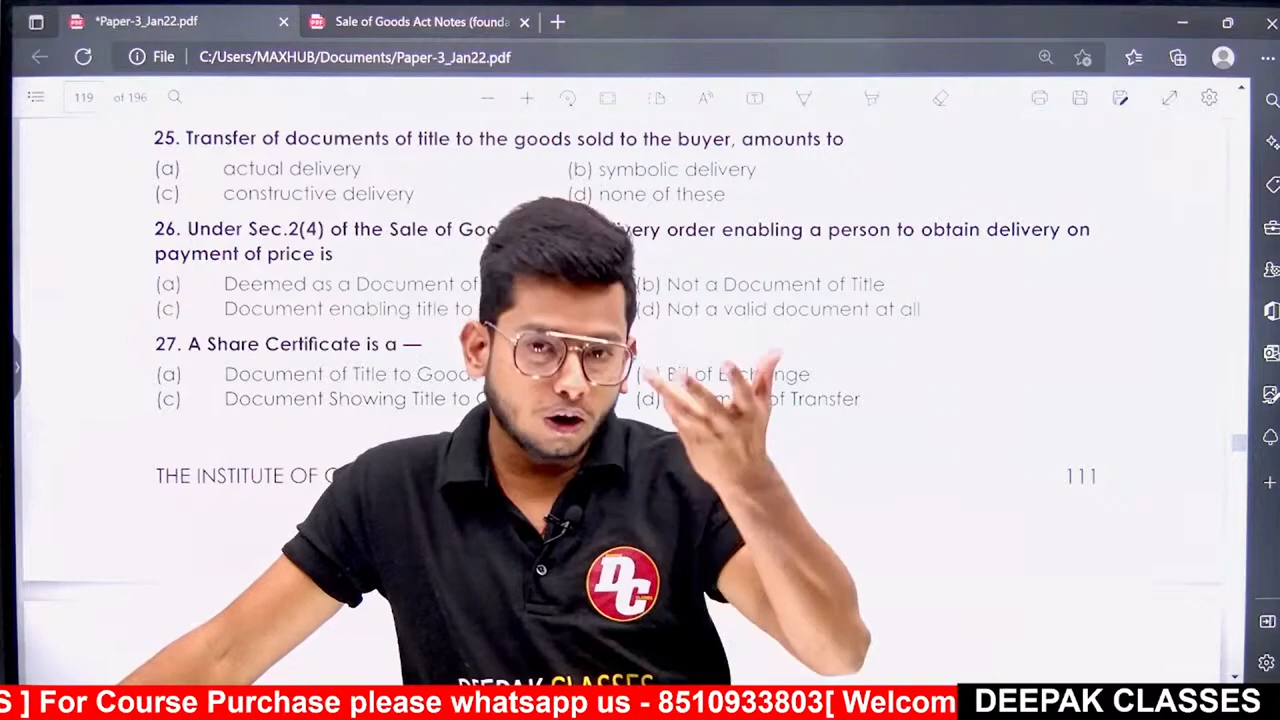 *Paper-3_Jan22.pdf
Sale of Goods Act Notes (founda
File
C:/Users/MAXHUB/Documents/Paper-3_Jan22.pdf
119 of 196
25. Transfer of documents of title to the goods sold to the buyer, amounts to
(a) actual delivery (b) symbolic delivery
(c) constructive delivery (d) none of these
26. Under Sec.2(4) of the Sale of order enabling a person to obtain delivery on
payment of price is
(a) Deemed as a Document of (b) Not a Document of Title
(c) Document enabling title to (d) Not a valid document at all
27. A Share Certificate is a —
(a) Document of Title to Bill of
(c) Document Showing Title to (d) of Transfer
THE INSTITUTE OF 111
DC
DEEPAK CLASSES
S ] For Course Purchase please whatsapp us - 8510933803[ Welcom
DEEPAK CLASSES